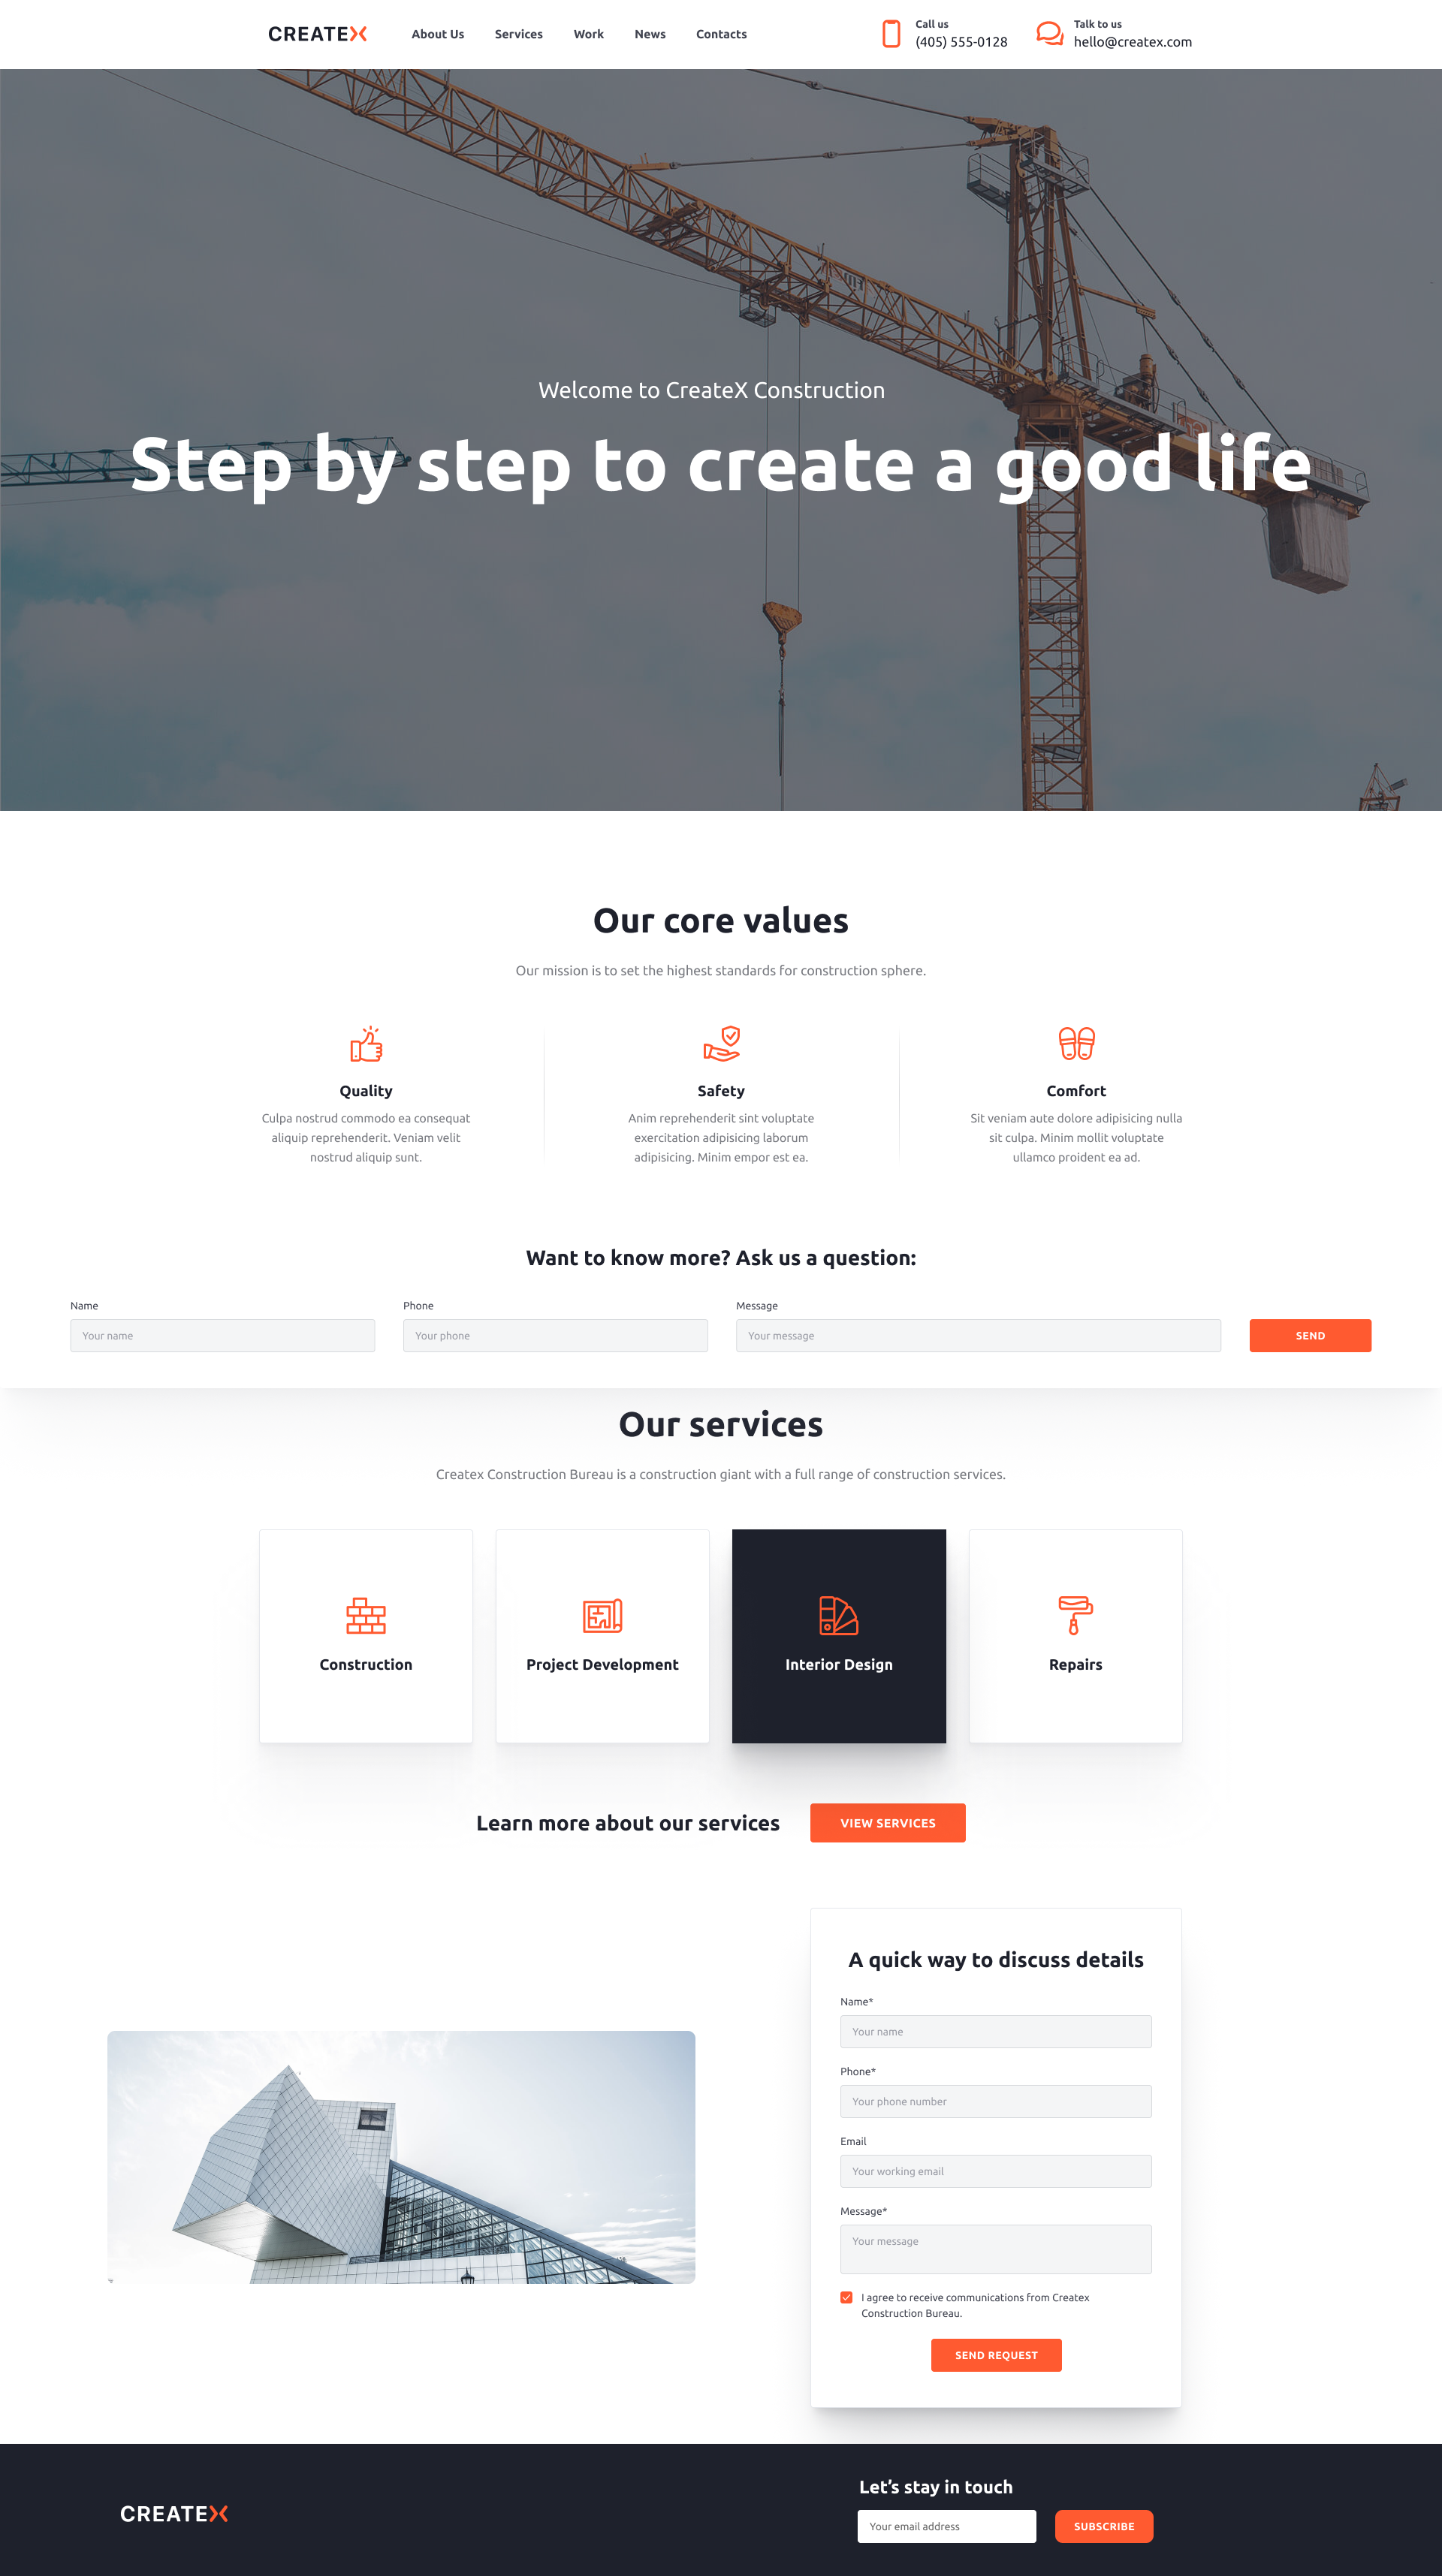 CREATEX
About Us
Services
Work
News
Contacts
Call us
(405) 555-0128
Talk to us
hello@createx.com
Welcome to CreateX Construction
Step by step to create a good life
Our core values
Our mission is to set the highest standards for construction sphere.
Quality
Culpa nostrud commodo ea consequat
aliquip reprehenderit. Veniam velit
nostrud aliquip sunt.
Safety
Anim reprehenderit sint voluptate
exercitation adipisicing laborum
adipisicing. Minim empor est ea.
Comfort
Sit veniam aute dolore adipisicing nulla
sit culpa. Minim mollit voluptate
ullamco proident ea ad.
Want to know more? Ask us a question:
Name
Your name
Phone
Your phone
Message
Your message
SEND
Our services
Createx Construction Bureau is a construction giant with a full range of construction services.
Construction
Project Development
Interior Design
Repairs
Learn more about our services
VIEW SERVICES
A quick way to discuss details
Name*
Your name
Phone*
Your phone number
Email
Your working email
Message*
Your message
I agree to receive communications from Createx
Construction Bureau.
SEND REQUEST
CREATEX
Let’s stay in touch
Your email address
SUBSCRIBE